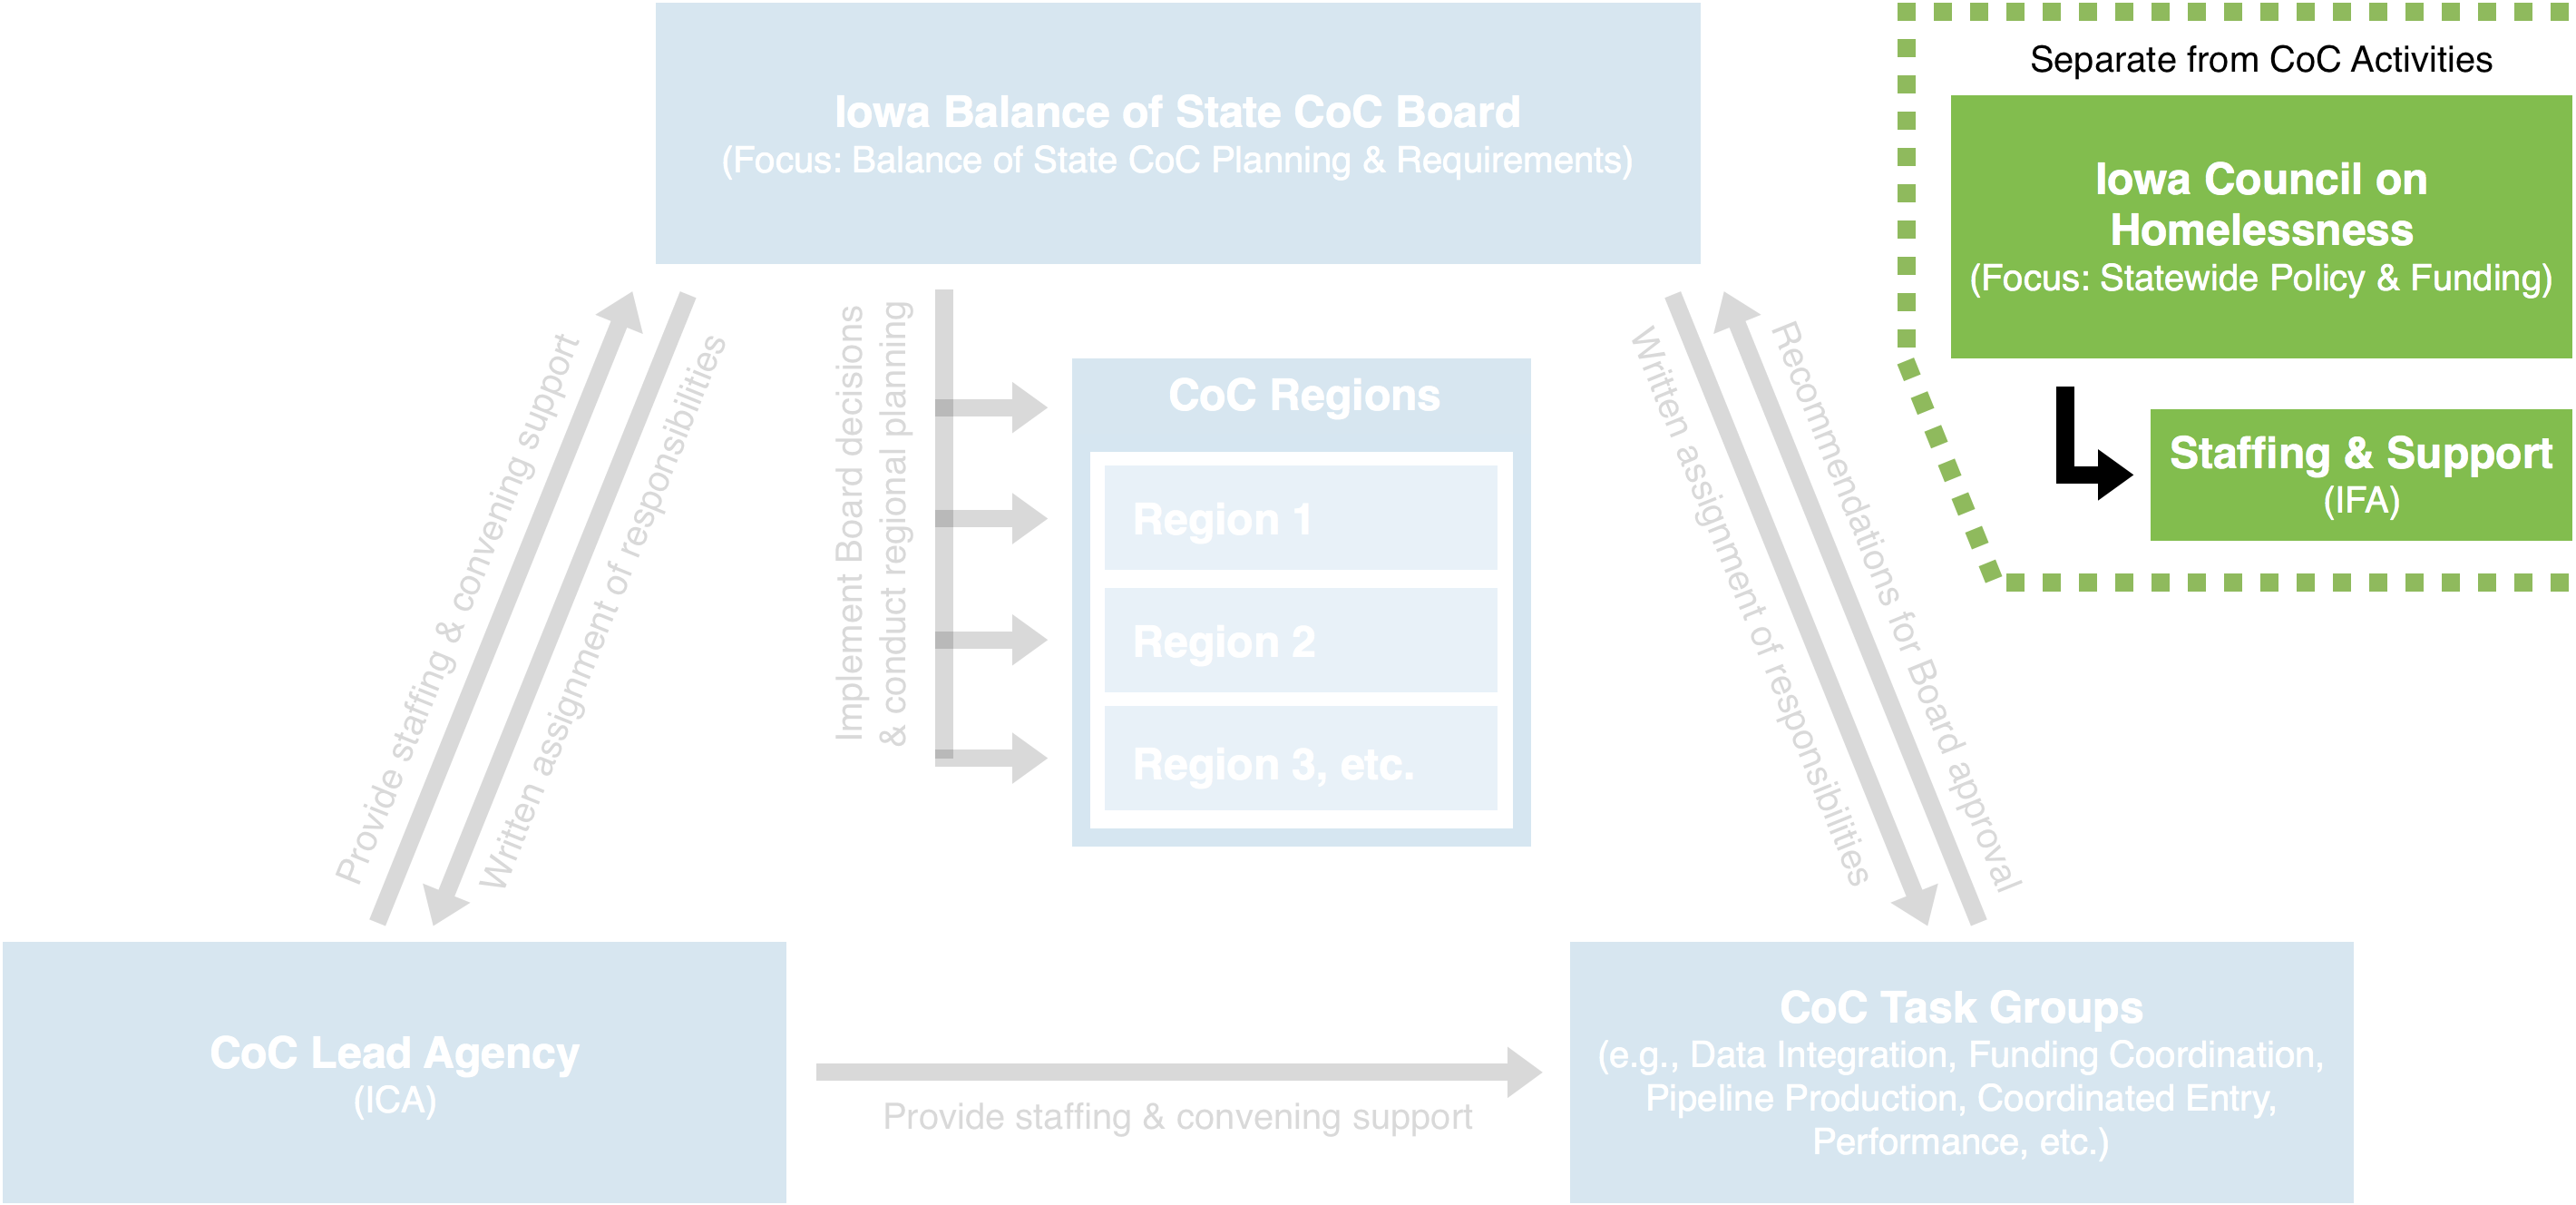 Iowa Balance of State CoC Board
(Focus: Balance of State CoC Planning & Requirements)
Separate from CoC Activities
Iowa Council on
Homelessness
(Focus: Statewide Policy & Funding)
Staffing & Support
(IFA)
Provide staffing & convening support
Written assignment of responsibilities
Implement Board decisions
& conduct regional planning
CoC Regions
Region 1
Region 2
Region 3, etc.
Written assignment of responsibilities
Recommendations for Board approval
CoC Lead Agency
(ICA)
Provide staffing & convening support
CoC Task Groups
(e.g., Data Integration, Funding Coordination,
Pipeline Production, Coordinated Entry,
Performance, etc.)